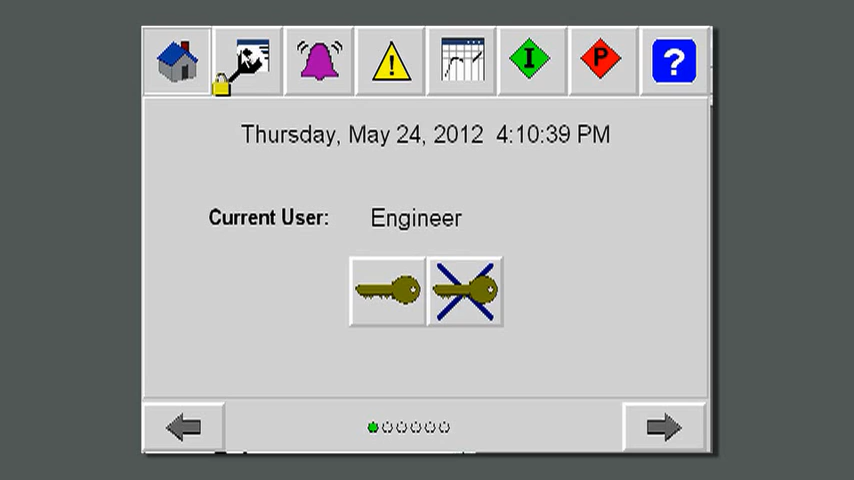 ! I P ?
Thursday, May 24, 2012 4:10:39 PM
Current User: Engineer